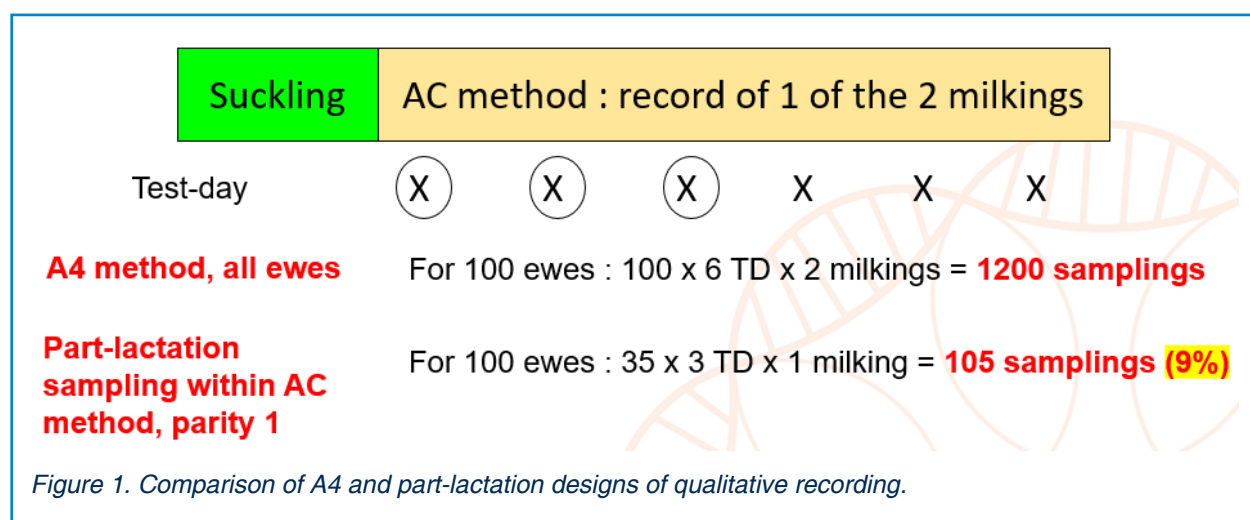 Suckling AC method : record of 1 of the 2 milkings
Test-day X X X X X X
A4 method, all ewes For 100 ewes : 100 x 6 TD x 2 milkings = 1200 samplings
Part-lactation
sampling within AC
method, parity 1
For 100 ewes : 35 x 3 TD x 1 milking = 105 samplings (9%)
Figure 1. Comparison of A4 and part-lactation designs of qualitative recording.